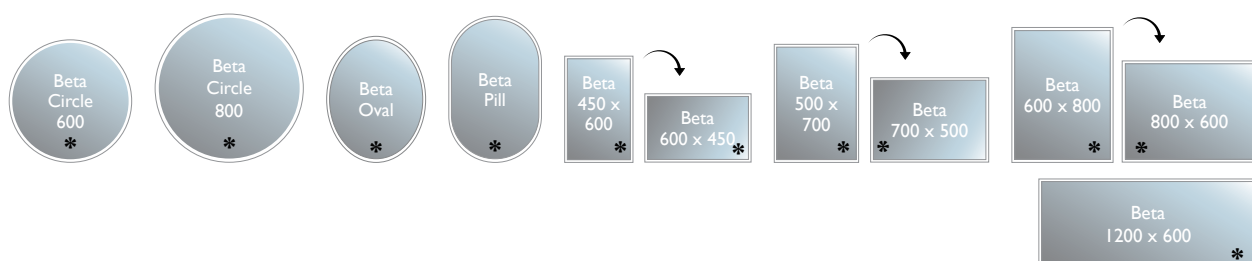 Beta
Circle
600
*
Beta
Circle
800
*
Beta
Oval
*
Beta
Pill
*
Beta
450 x
600
*
Beta
600 x 450
*
Beta
500 x
700
*
Beta
700 x 500
*
Beta
600 x 800
*
Beta
800 x 600
*
Beta
1200 x 600
*